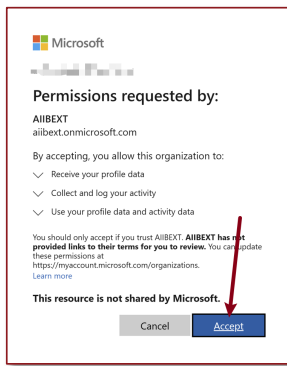 Microsoft
Permissions requested by:
AIIBEXT
aiibext.onmicrosoft.com
By accepting, you allow this organization to:
Receive your profile data
Collect and log your activity
Use your profile data and activity data
You should only accept if you trust AIIBEXT. AIIBEXT has not
provided links to their terms for you to review. You can update
these permissions at
https://myaccount.microsoft.com/organizations.
Learn more
This resource is not shared by Microsoft.
Cancel
Accept